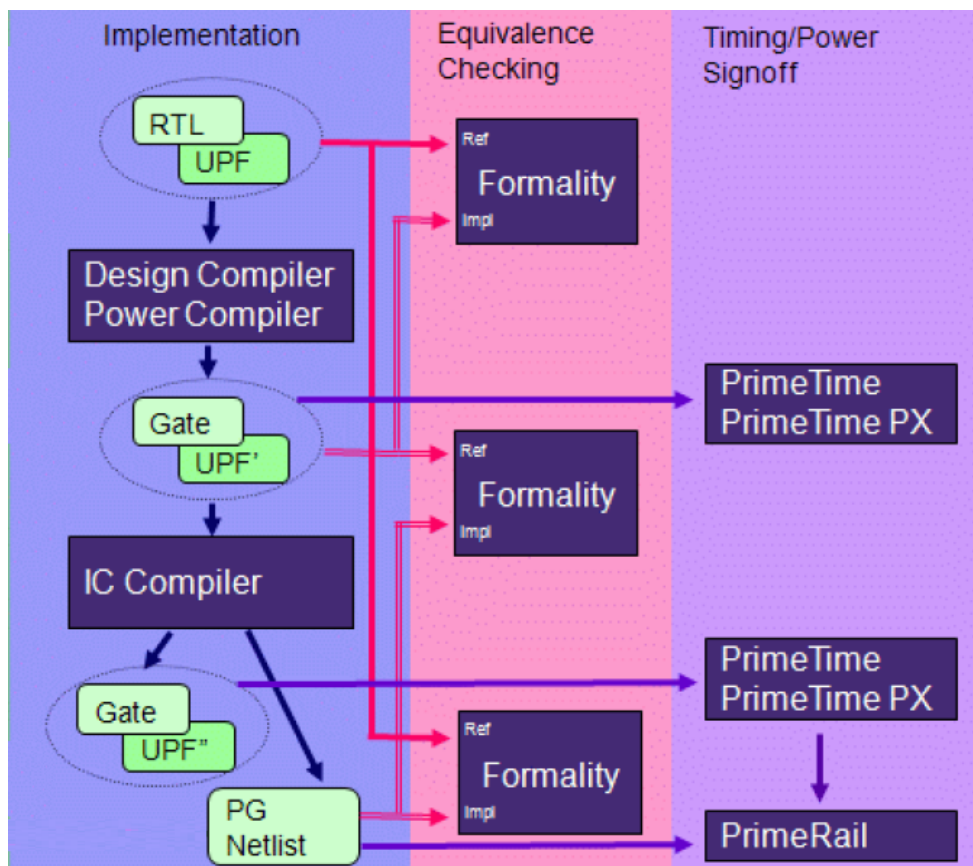 Implementation
Equivalence
Checking
Timing/Power
Signoff
RTL
UPF
Ref
Formality
Impl
Design Compiler
Power Compiler
Gate
UPF’
PrimeTime
PrimeTime PX
Ref
Formality
Impl
IC Compiler
Gate
UPF”
PrimeTime
PrimeTime PX
Ref
Formality
Impl
PG
Netlist
PrimeRail